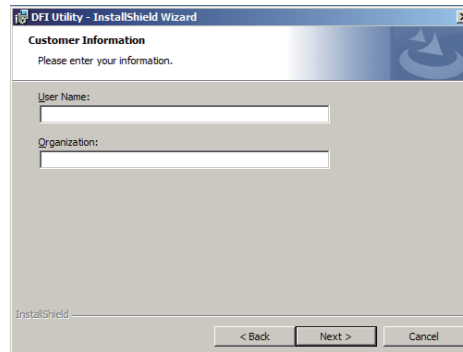 DFI Utility - InstallShield Wizard
Customer Information
Please enter your information.
User Name:
Organization:
InstallShield
< Back
Next >
Cancel